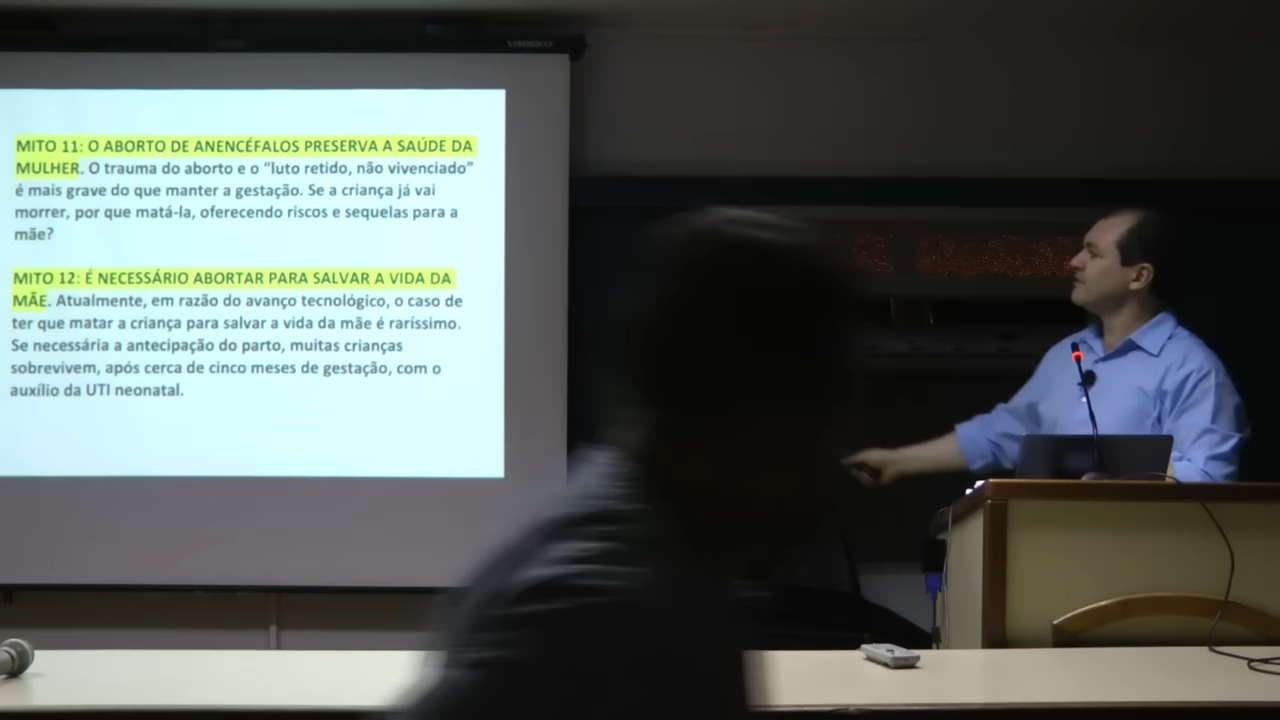 MITO 11: O ABORTO DE ANENCÉFALOS PRESERVA A SAÚDE DA
MULHER. O trauma do aborto e o “luto retido, não vivenciado”
é mais grave do que manter a gestação. Se a criança já vai
morrer, por que matá-la, oferecendo riscos e sequelas para a
mãe?
MITO 12: É NECESSÁRIO ABORTAR PARA SALVAR A VIDA DA
MÃE. Atualmente, em razão do avanço tecnológico, o caso de
ter que matar a criança para salvar a vida da mãe é raríssimo.
Se necessária a antecipação do parto, muitas crianças
sobrevivem, após cerca de cinco meses de gestação, com o
auxílio da UTI neonatal.